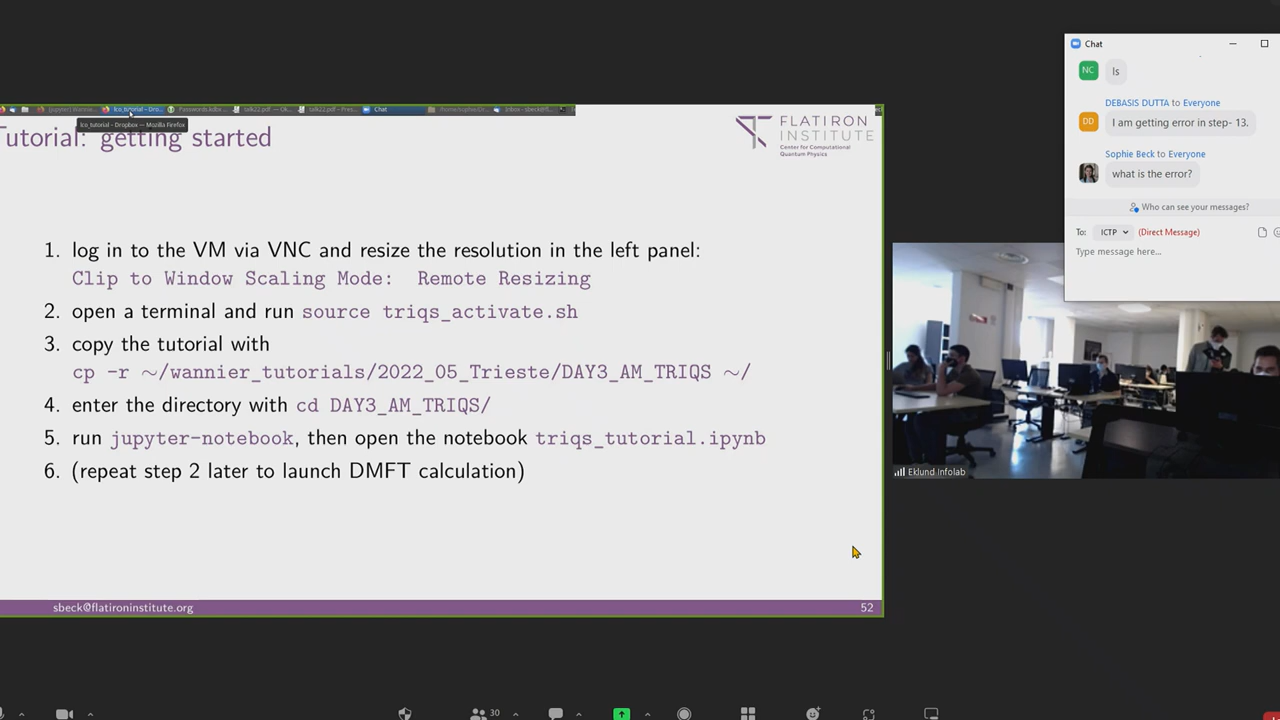 Chat
NC
ls
DEBASIS DUTTA to Everyone
DD
I am getting error in step- 13.
Sophie Beck to Everyone
what is the error?
Who can see your messages?
To: ICTP (Direct Message)
Type message here...
Chat
lco_tutorial - Dropbox — Mozilla Firefox
Tutorial: getting started
FLATIRON
INSTITUTE
Center for Computational
Quantum Physics
1. log in to the VM via VNC and resize the resolution in the left panel:
Clip to Window Scaling Mode: Remote Resizing
2. open a terminal and run source triqs_activate.sh
3. copy the tutorial with
cp -r ~/wannier_tutorials/2022_05_Trieste/DAY3_AM_TRIQS ~/
4. enter the directory with cd DAY3_AM_TRIQS/
5. run jupyter-notebook, then open the notebook triqs_tutorial.ipynb
6. (repeat step 2 later to launch DMFT calculation)
sbeck@flatironinstitute.org
52
Eklund Infolab
30